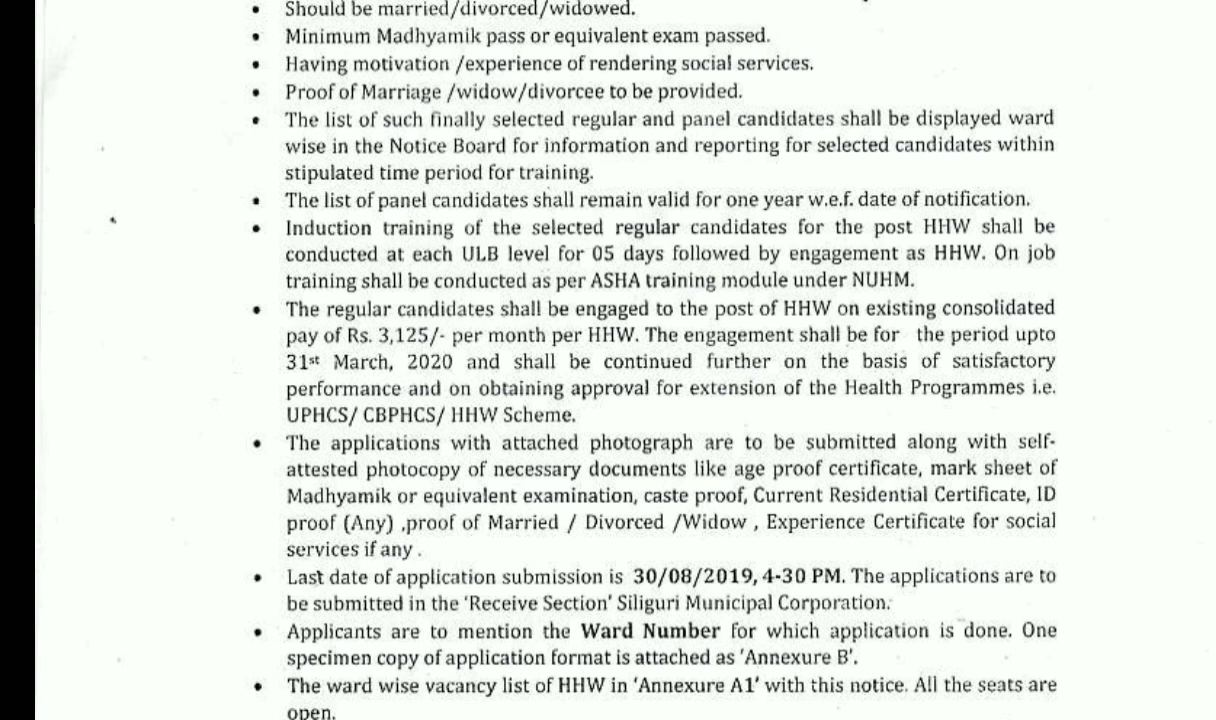 • Should be married/divorced/widowed.
• Minimum Madhyamik pass or equivalent exam passed.
• Having motivation /experience of rendering social services.
• Proof of Marriage /widow/divorcee to be provided.
• The list of such finally selected regular and panel candidates shall be displayed ward
wise in the Notice Board for information and reporting for selected candidates within
stipulated time period for training.
• The list of panel candidates shall remain valid for one year w.e.f. date of notification.
• Induction training of the selected regular candidates for the post HHW shall be
conducted at each ULB level for 05 days followed by engagement as HHW. On job
training shall be conducted as per ASHA training module under NUHM.
• The regular candidates shall be engaged to the post of HHW on existing consolidated
pay of Rs. 3,125/- per month per HHW. The engagement shall be for the period upto
31st March, 2020 and shall be continued further on the basis of satisfactory
performance and on obtaining approval for extension of the Health Programmes i.e.
UPHCS/ CBPHCS/ HHW Scheme.
• The applications with attached photograph are to be submitted along with self-
attested photocopy of necessary documents like age proof certificate, mark sheet of
Madhyamik or equivalent examination, caste proof, Current Residential Certificate, ID
proof (Any) ,proof of Married / Divorced /Widow , Experience Certificate for social
services if any .
• Last date of application submission is 30/08/2019, 4-30 PM. The applications are to
be submitted in the 'Receive Section' Siliguri Municipal Corporation.
• Applicants are to mention the Ward Number for which application is done. One
specimen copy of application format is attached as 'Annexure B'.
• The ward wise vacancy list of HHW in 'Annexure A1' with this notice. All the seats are
open.